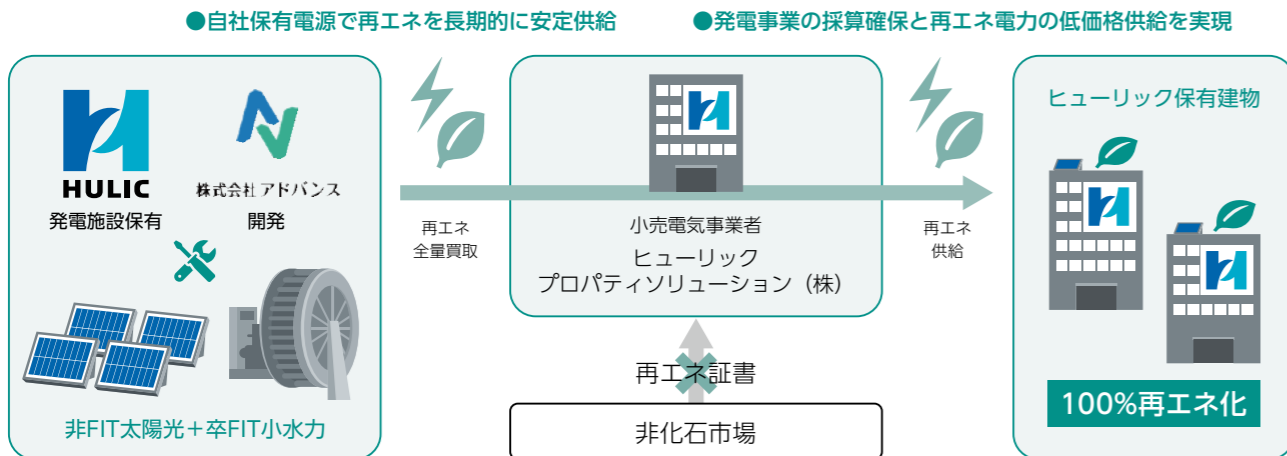 ●自社保有電源で再エネを長期的に安定供給
●発電事業の採算確保と再エネ電力の低価格供給を実現
HULIC
発電施設保有
株式会社アドバンス
開発
非FIT太陽光＋卒FIT小水力
再エネ
全量買取
小売電気事業者
ヒューリック
プロパティソリューション（株）
再エネ証書
非化石市場
再エネ
供給
ヒューリック保有建物
100%再エネ化